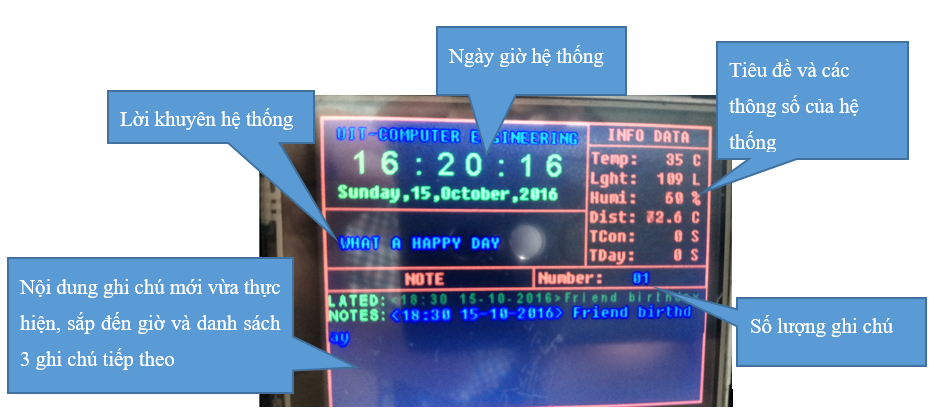 Ngày giờ hệ thống
Tiêu đề và các
thông số của hệ
thống
Lời khuyên hệ thống
UIT-COMPUTER ENGINEERING
16:20:16
Sunday,15,October,2016
INFO DATA
Temp: 35 C
Lght: 109 L
Humi: 60 %
Dist: 72.6 C
TCon: 0 S
TDay: 0 S
WHAT A HAPPY DAY
NOTE
Number: 01
LATED:<18:30 15-10-2016>Friend birthday
NOTES:<18:30 15-10-2016> Friend birthd
ay
Nội dung ghi chú mới vừa thực
hiện, sắp đến giờ và danh sách
3 ghi chú tiếp theo
Số lượng ghi chú